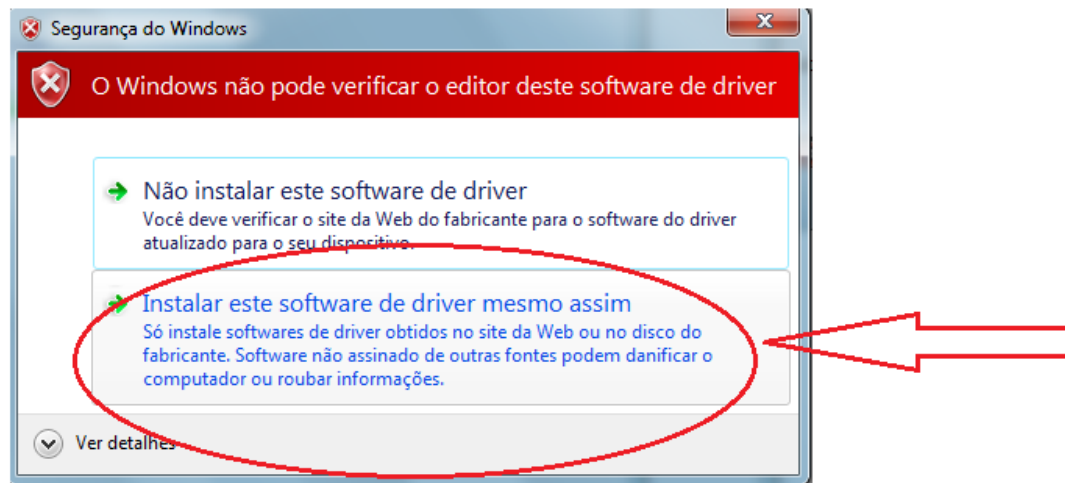 Segurança do Windows
O Windows não pode verificar o editor deste software de driver
Não instalar este software de driver
Você deve verificar o site da Web do fabricante para o software do driver
atualizado para o seu dispositivo.
Instalar este software de driver mesmo assim
Só instale softwares de driver obtidos no site da Web ou no disco do
fabricante. Software não assinado de outras fontes podem danificar o
computador ou roubar informações.
Ver detalhes